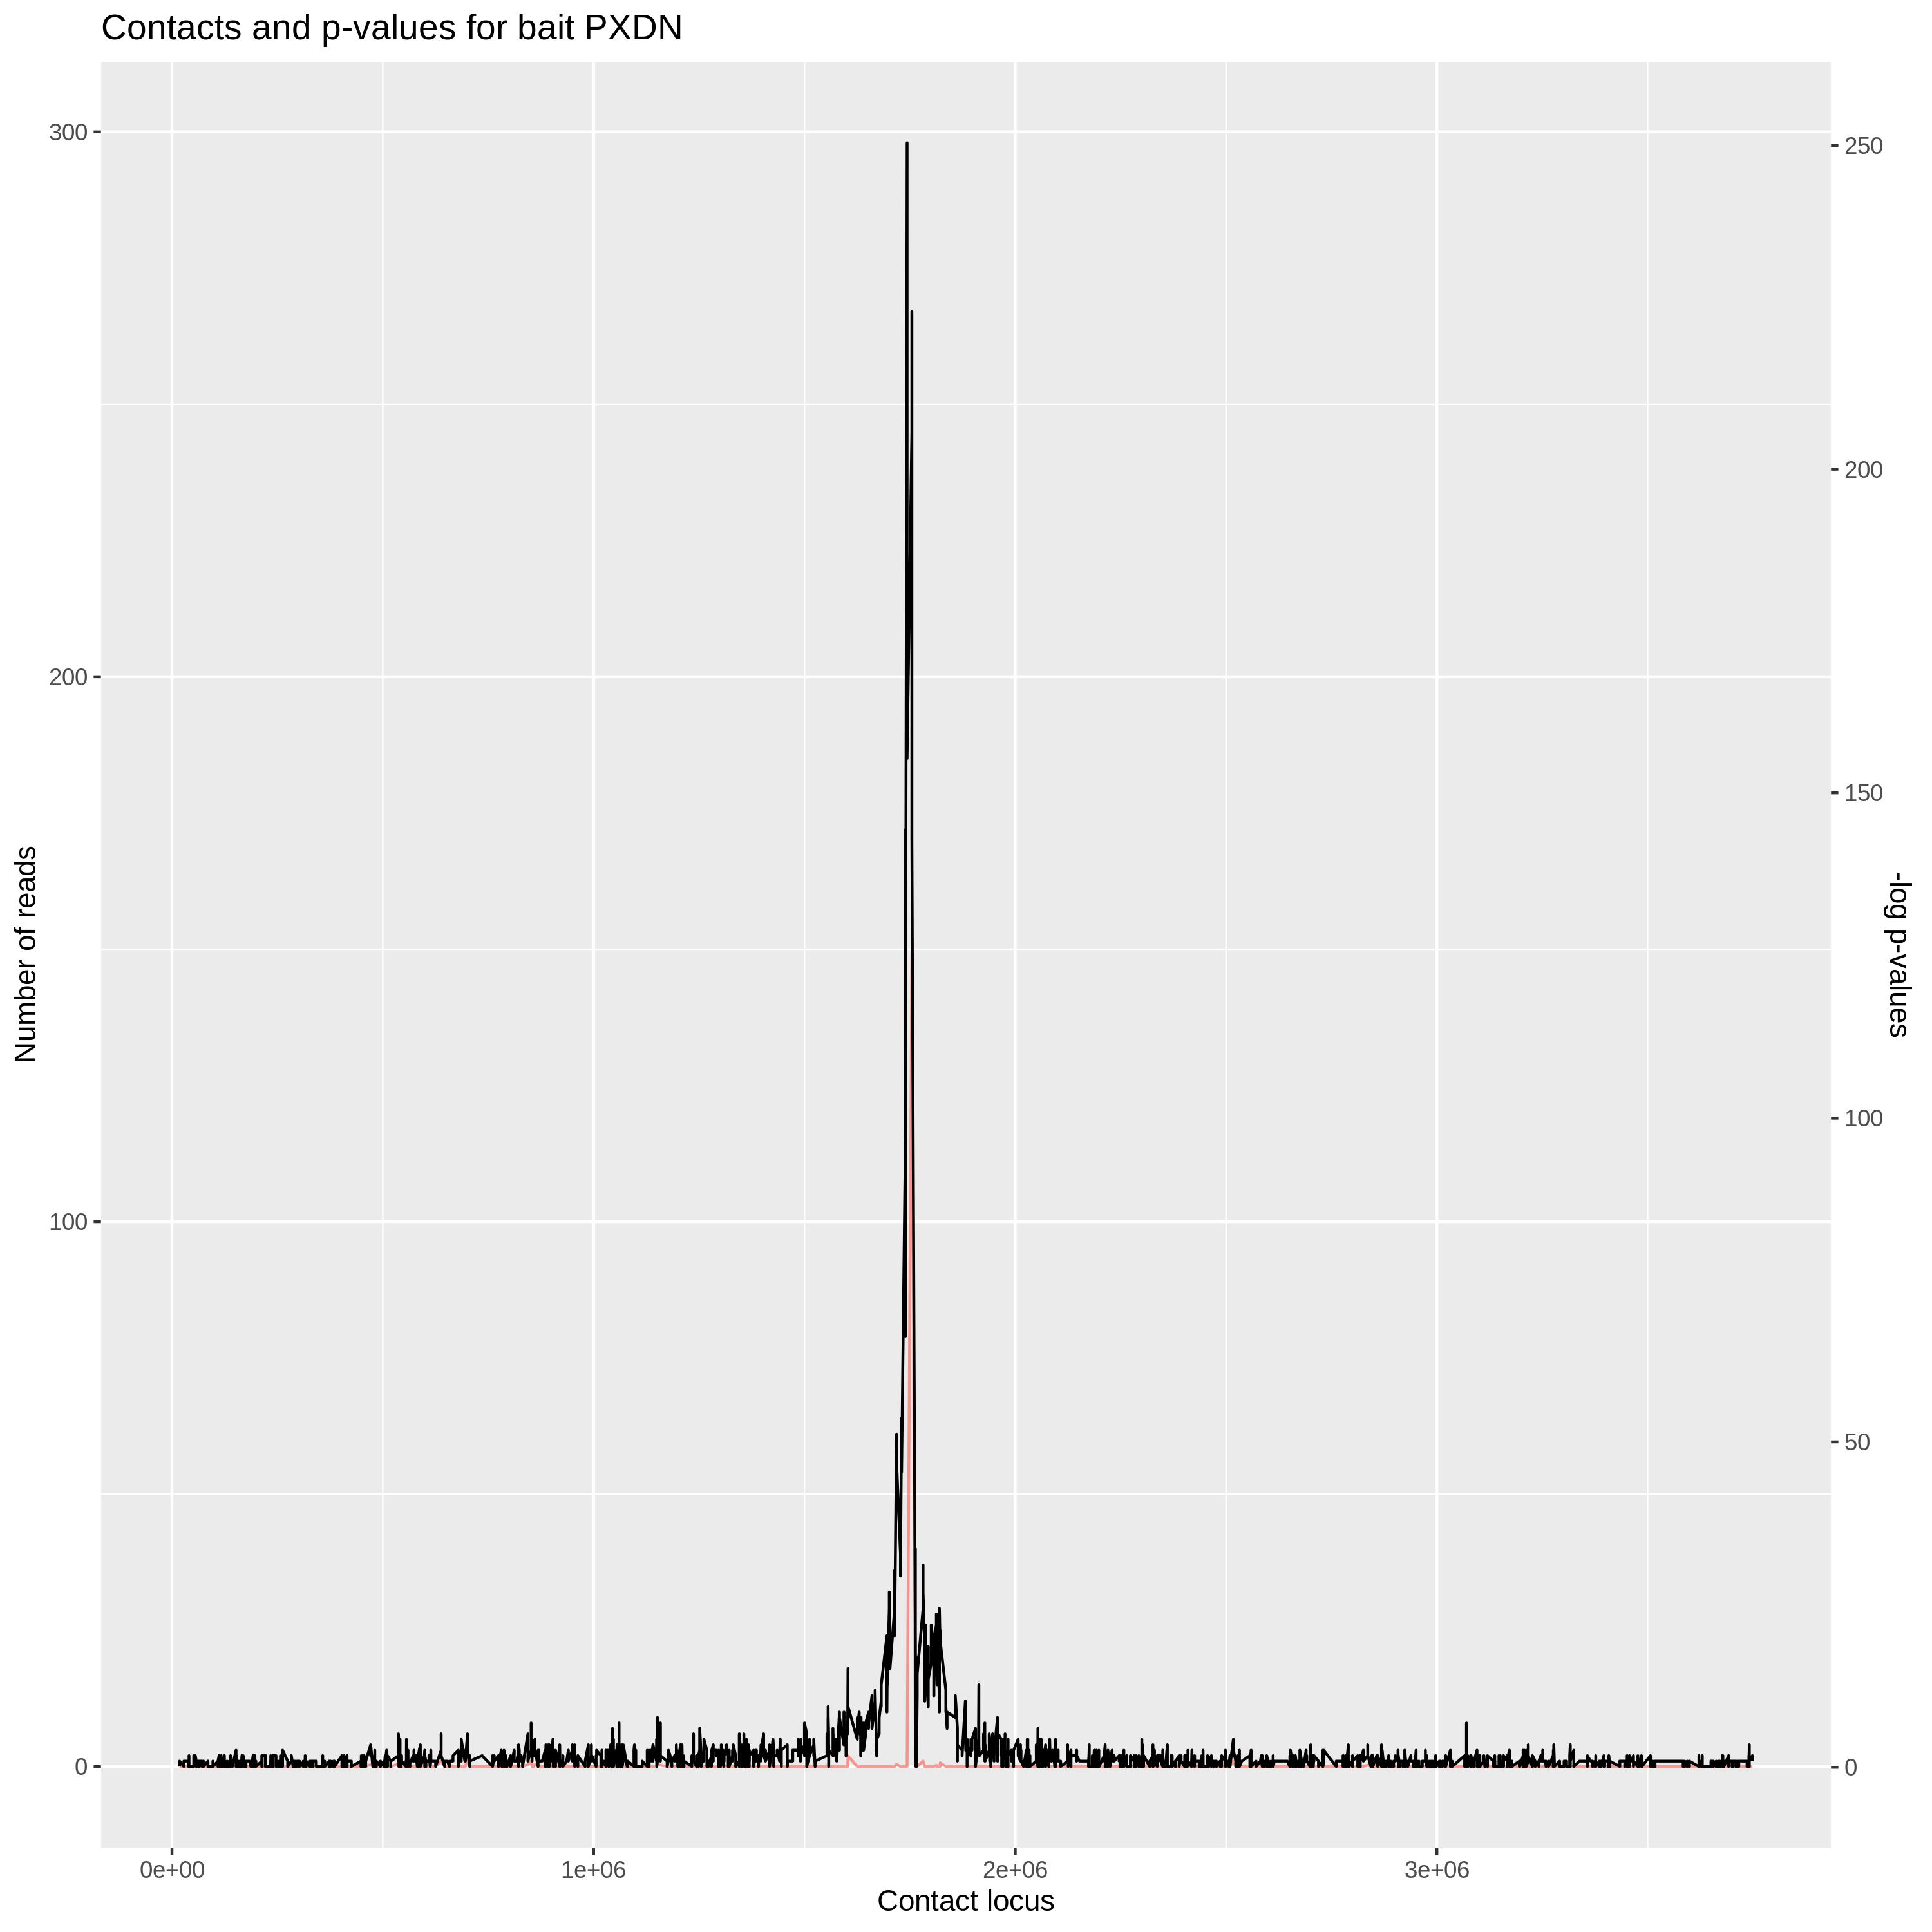 Contacts and p-values for bait PXDN
300
200
100
0
Number of reads
250
200
150
100
50
0
-log p-values
0e+00 1e+06 2e+06 3e+06
Contact locus